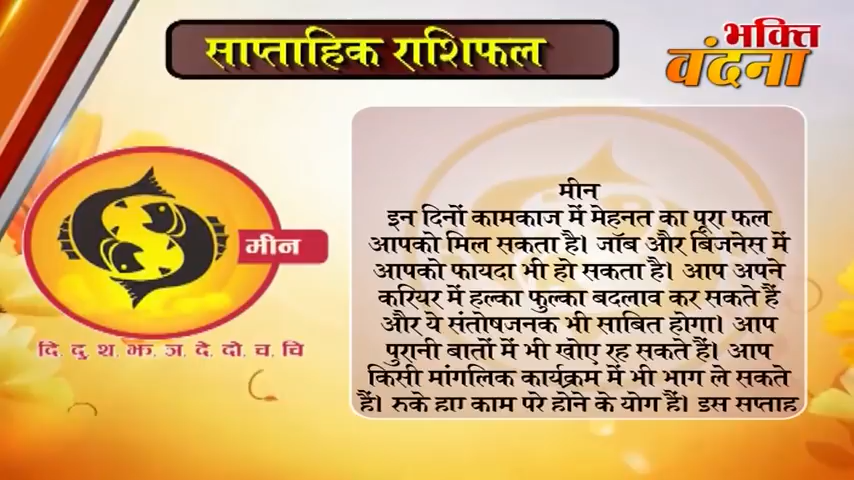 साप्ताहिक राशिफल
भक्ति
वंदना
मीन
दि, दु, श, झ, ञ, दे, दो, च, चि
मीन
इन दिनों कामकाज में मेहनत का पूरा फल
आपको मिल सकता है। जॉब और बिजनेस में
आपको फायदा भी हो सकता है। आप अपने
करियर में हल्का फुल्का बदलाव कर सकते हैं
और ये संतोषजनक भी साबित होगा। आप
पुरानी बातों में भी खोए रह सकते हैं। आप
किसी मांगलिक कार्यक्रम में भी भाग ले सकते
हैं। रुके हुए काम पूरे होने के योग हैं। इस सप्ताह